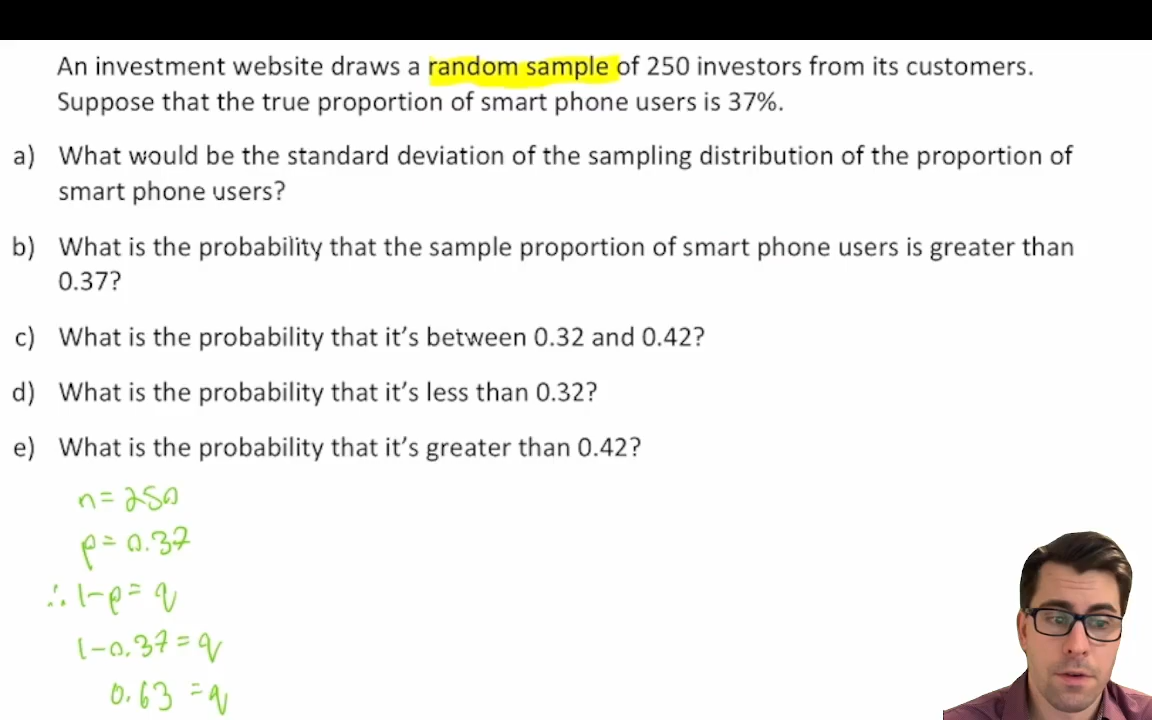 An investment website draws a random sample of 250 investors from its customers.
Suppose that the true proportion of smart phone users is 37%.
a) What would be the standard deviation of the sampling distribution of the proportion of
smart phone users?
b) What is the probability that the sample proportion of smart phone users is greater than
0.37?
c) What is the probability that it's between 0.32 and 0.42?
d) What is the probability that it's less than 0.32?
e) What is the probability that it's greater than 0.42?
n = 250
p = 0.37
∴ 1-p = q
1-0.37 = q
0.63 = q